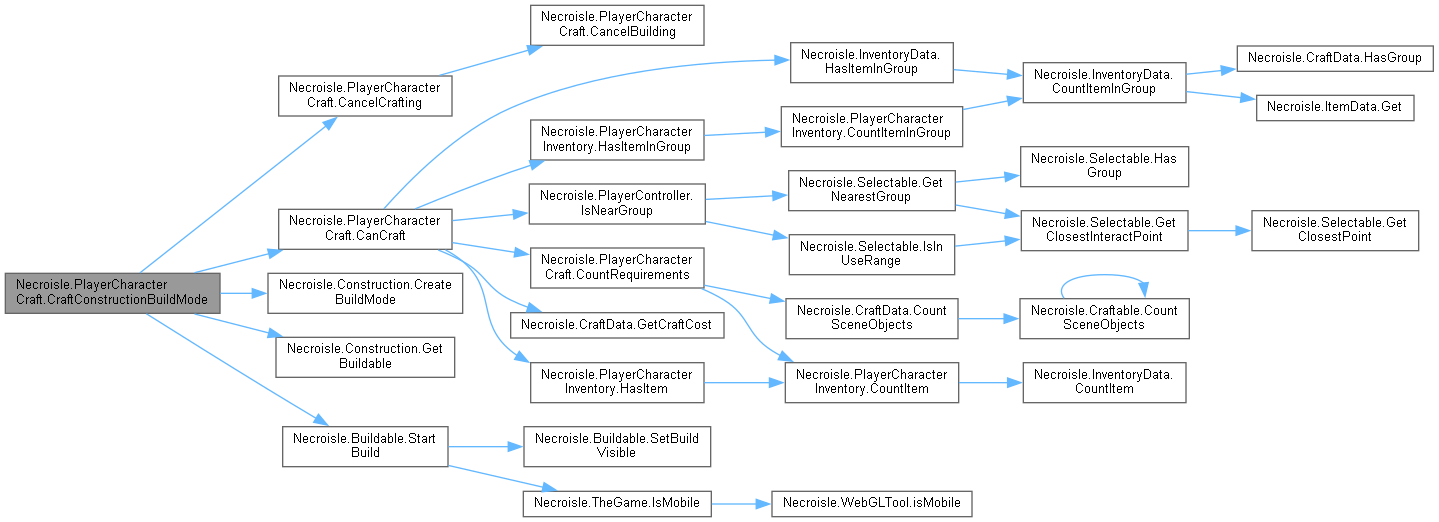 Necroisle.PlayerCharacter
Craft.CraftConstructionBuildMode
Necroisle.PlayerCharacter
Craft.CancelCrafting
Necroisle.PlayerCharacter
Craft.CancelBuilding
Necroisle.PlayerCharacter
Craft.CanCraft
Necroisle.InventoryData.
HasItemInGroup
Necroisle.InventoryData.
CountItemInGroup
Necroisle.CraftData.HasGroup
Necroisle.ItemData.Get
Necroisle.PlayerCharacter
Inventory.HasItemInGroup
Necroisle.PlayerCharacter
Inventory.CountItemInGroup
Necroisle.PlayerController.
IsNearGroup
Necroisle.Selectable.Get
NearestGroup
Necroisle.Selectable.Has
Group
Necroisle.Selectable.Get
ClosestInteractPoint
Necroisle.Selectable.Get
ClosestPoint
Necroisle.Selectable.IsIn
UseRange
Necroisle.PlayerCharacter
Craft.CountRequirements
Necroisle.CraftData.Count
SceneObjects
Necroisle.Craftable.Count
SceneObjects
Necroisle.CraftData.GetCraftCost
Necroisle.PlayerCharacter
Inventory.HasItem
Necroisle.PlayerCharacter
Inventory.CountItem
Necroisle.InventoryData.
CountItem
Necroisle.Construction.Create
BuildMode
Necroisle.Construction.Get
Buildable
Necroisle.Buildable.Start
Build
Necroisle.Buildable.SetBuild
Visible
Necroisle.TheGame.IsMobile
Necroisle.WebGLTool.isMobile